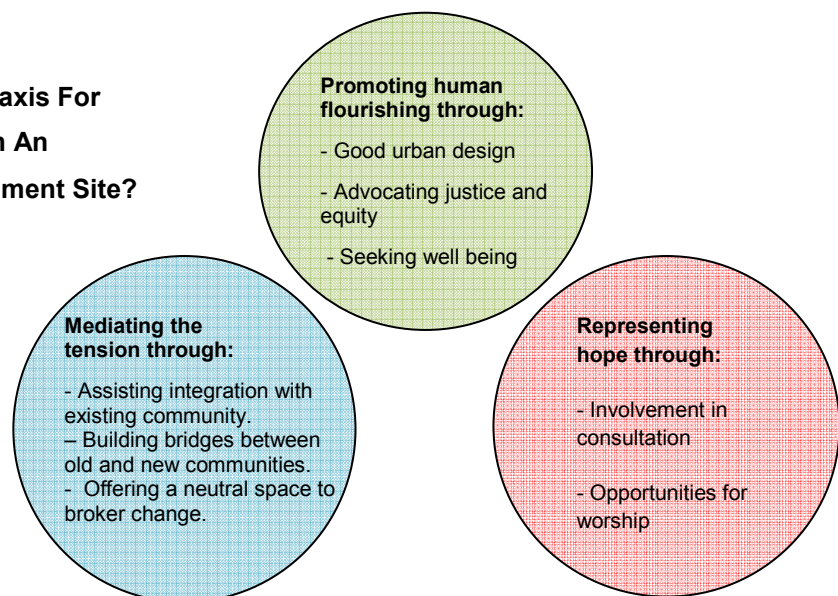 axis For
An
ment Site?
Promoting human
flourishing through:
- Good urban design
- Advocating justice and
equity
- Seeking well being
Mediating the
tension through:
- Assisting integration with
existing community.
– Building bridges between
old and new communities.
- Offering a neutral space to
broker change.
Representing
hope through:
- Involvement in
consultation
- Opportunities for
worship